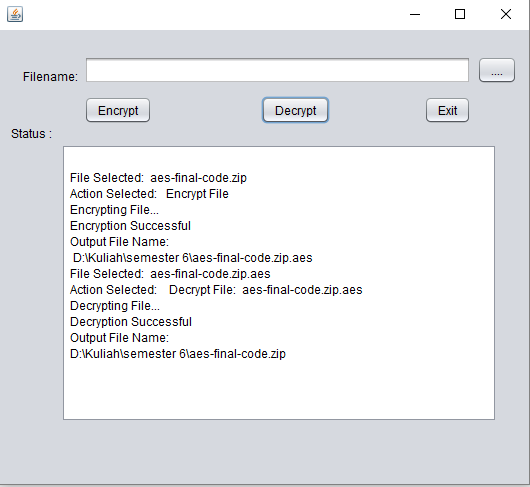 Filename:
....
Encrypt
Decrypt
Exit
Status :
File Selected:  aes-final-code.zip
Action Selected:   Encrypt File
Encrypting File...
Encryption Successful
Output File Name:
D:\Kuliah\semester 6\aes-final-code.zip.aes
File Selected:  aes-final-code.zip.aes
Action Selected:    Decrypt File:  aes-final-code.zip.aes
Decrypting File...
Decryption Successful
Output File Name:
D:\Kuliah\semester 6\aes-final-code.zip